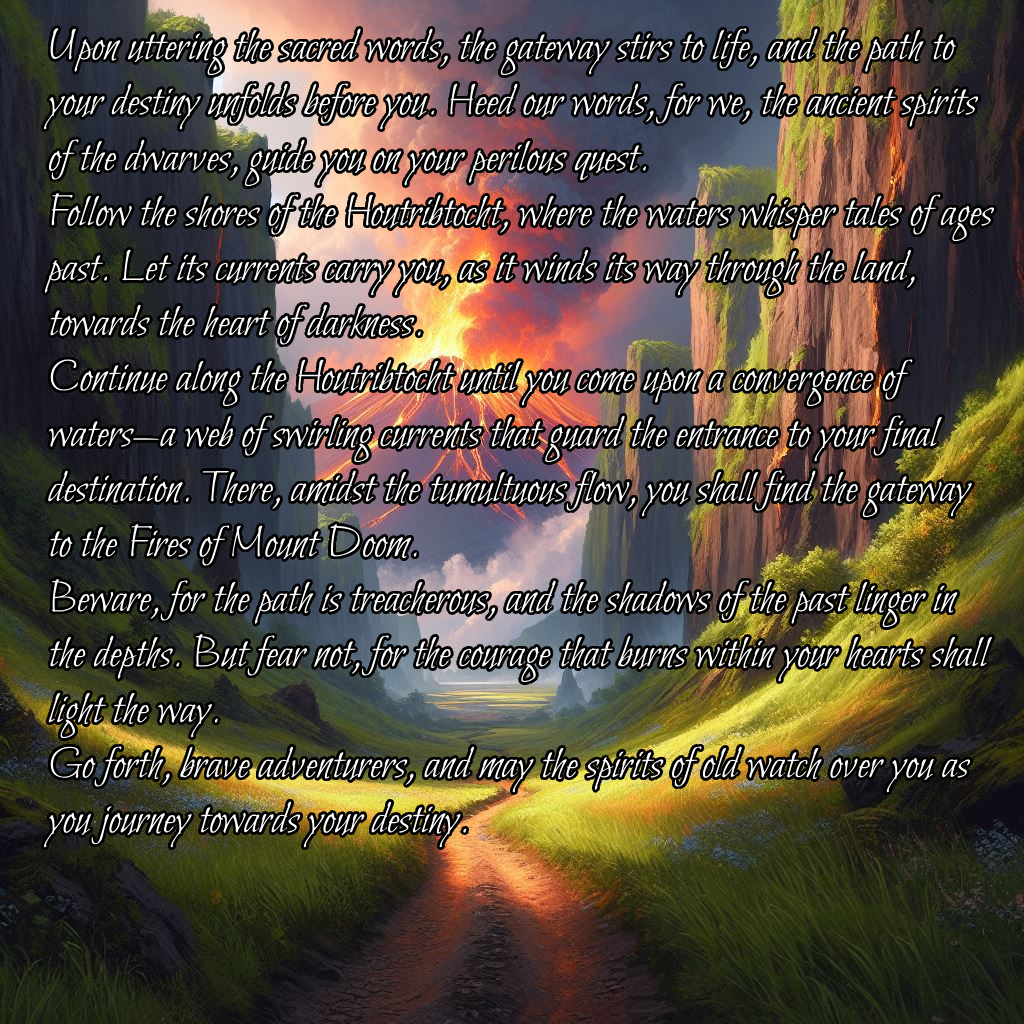 Upon uttering the sacred words, the gateway stirs to life, and the path to
your destiny unfolds before you. Heed our words, for we, the ancient spirits
of the dwarves, guide you on your perilous quest.
Follow the shores of the Houtribtocht, where the waters whisper tales of ages
past. Let its currents carry you, as it winds its way through the land,
towards the heart of darkness.
Continue along the Houtribtocht until you come upon a convergence of
waters—a web of swirling currents that guard the entrance to your final
destination. There, amidst the tumultuous flow, you shall find the gateway
to the Fires of Mount Doom.
Beware, for the path is treacherous, and the shadows of the past linger in
the depths. But fear not, for the courage that burns within your hearts shall
light the way.
Go forth, brave adventurers, and may the spirits of old watch over you as
you journey towards your destiny.